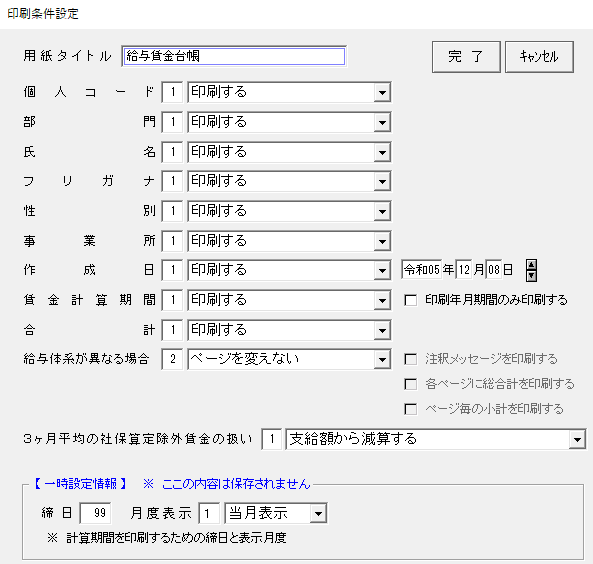 印刷条件設定
用紙タイトル 給与賃金台帳 完了 ｷｬﾝｾﾙ
個人コード 1 印刷する
部門 1 印刷する
氏名 1 印刷する
フリガナ 1 印刷する
性別 1 印刷する
事業所 1 印刷する
作成日 1 印刷する 令和05年12月08日
賃金計算期間 1 印刷する 印刷年月期間のみ印刷する
合計 1 印刷する
給与体系が異なる場合 2 ページを変えない 注釈メッセージを印刷する
各ページに総合計を印刷する
ページ毎の小計を印刷する
3ヶ月平均の社保算定除外賃金の扱い 1 支給額から減算する
【一時設定情報】 ※ ここの内容は保存されません
締日 99 月度表示 1 当月表示
※ 計算期間を印刷するための締日と表示月度